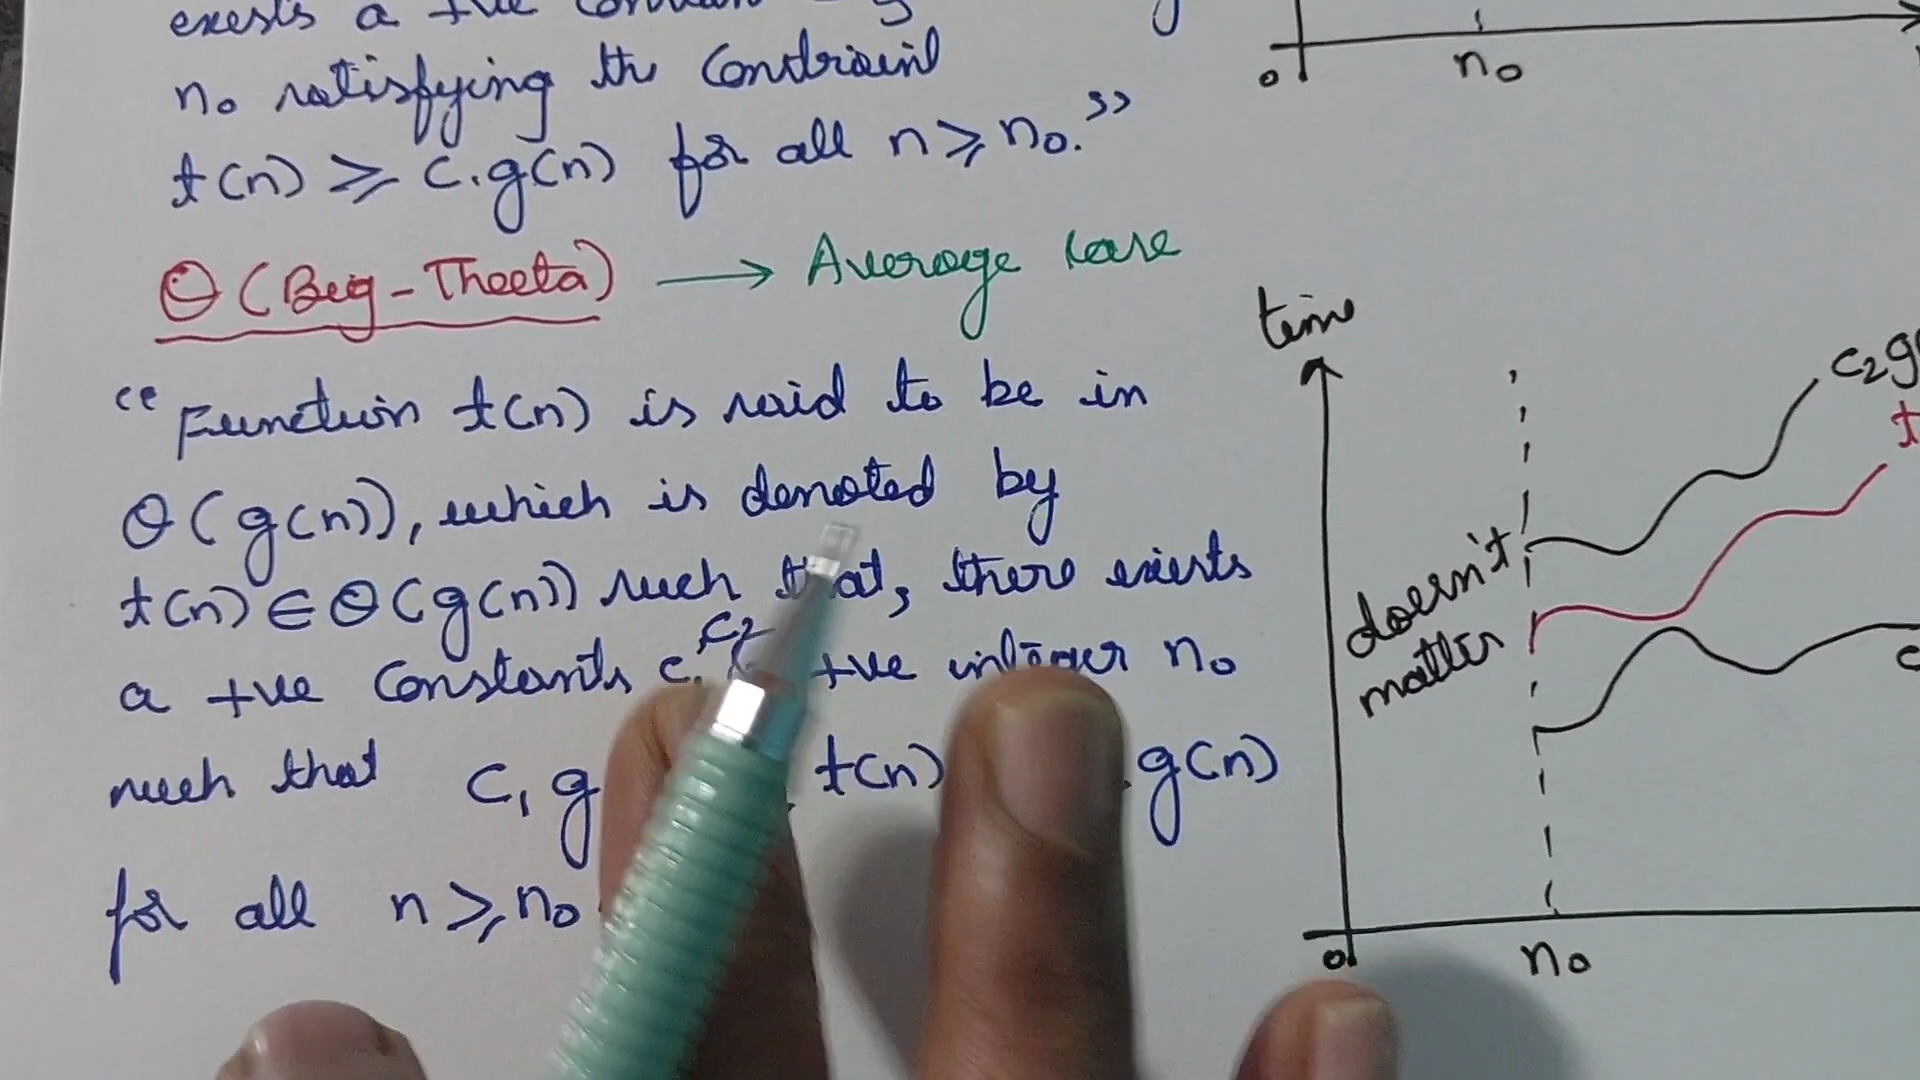 exests a +ve
n₀ satisfying the Constraint
t(n) ≥ c.g(n) for all n ≥ n₀."
θ (Big-Theeta) → Average case
"Function t(n) is said to be in
θ(g(n)), which is denoted by
t(n) ∈ θ(g(n)) such that, there exists
a +ve Constants c, c₂ +ve integer n₀
such that c₁ g t(n) .g(n)
for all n ≥ n₀
0 n₀
time
c₂g
t
doesn't
matter
c
0 n₀